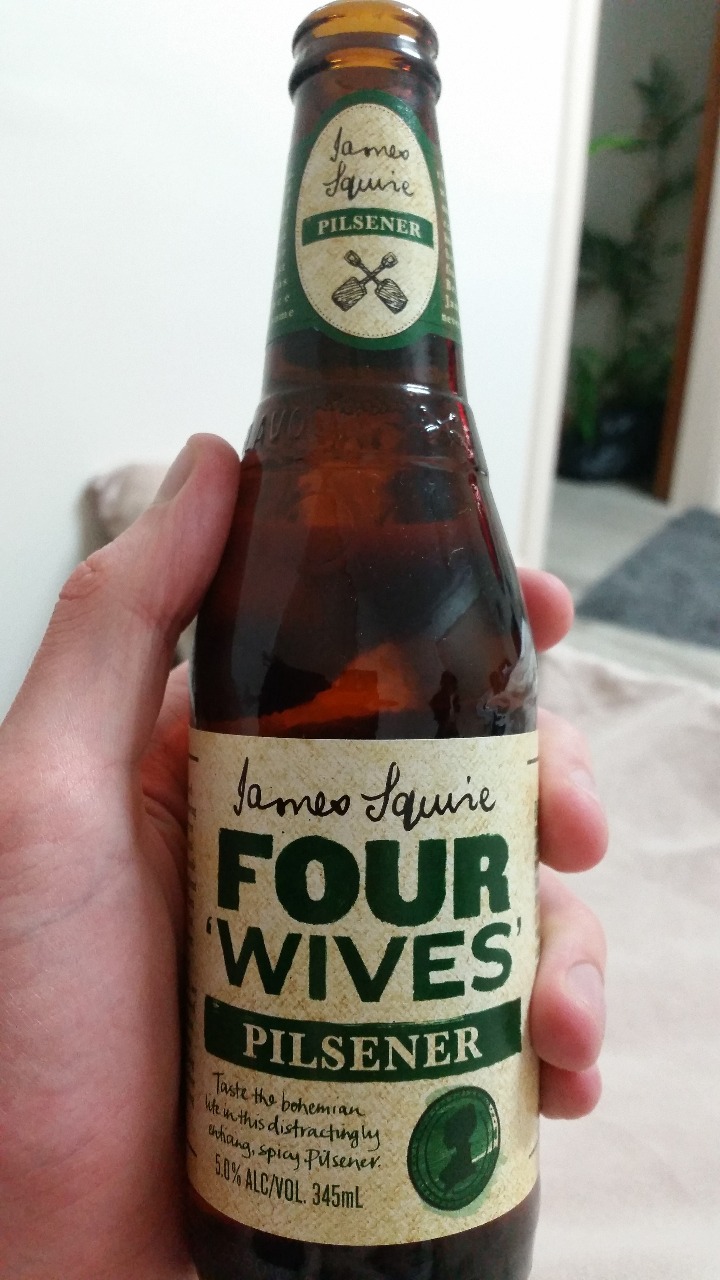 James
Squire
PILSENER
James Squire
FOUR
'WIVES'
PILSENER
Taste the bohemian
life in this distractingly
enticing, spicy Pilsener.
5.0% ALC/VOL. 345mL